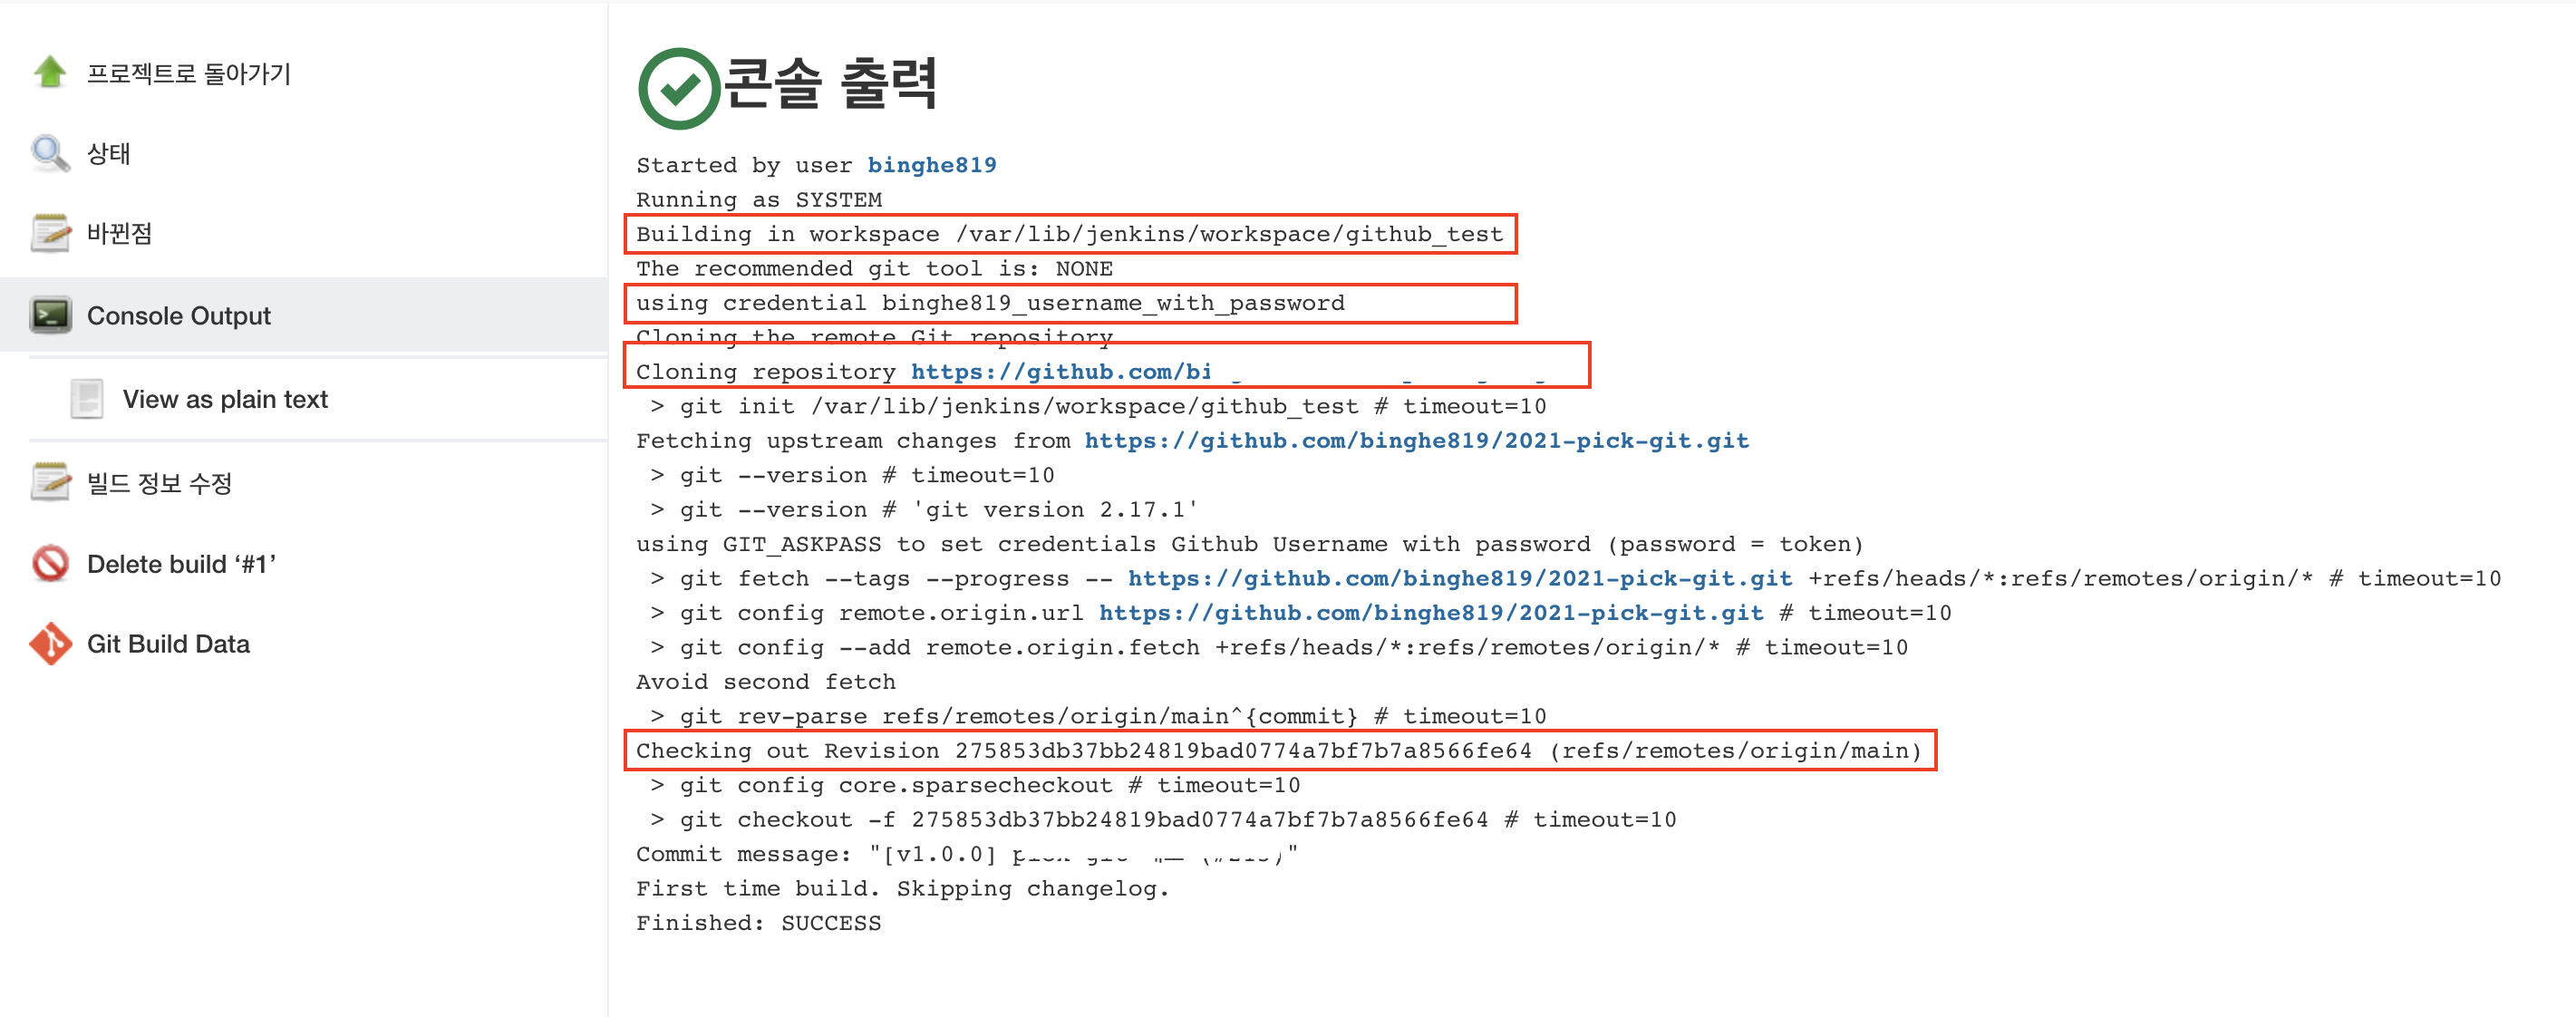 프로젝트로 돌아가기
상태
바뀐점
Console Output
View as plain text
빌드 정보 수정
Delete build ‘#1’
Git Build Data
콘솔 출력
Started by user binghe819
Running as SYSTEM
Building in workspace /var/lib/jenkins/workspace/github_test
The recommended git tool is: NONE
using credential binghe819_username_with_password
Cloning the remote Git repository
Cloning repository https://github.com/bi
> git init /var/lib/jenkins/workspace/github_test # timeout=10
Fetching upstream changes from https://github.com/binghe819/2021-pick-git.git
> git --version # timeout=10
> git --version # 'git version 2.17.1'
using GIT_ASKPASS to set credentials Github Username with password (password = token)
> git fetch --tags --progress -- https://github.com/binghe819/2021-pick-git.git +refs/heads/*:refs/remotes/origin/* # timeout=10
> git config remote.origin.url https://github.com/binghe819/2021-pick-git.git # timeout=10
> git config --add remote.origin.fetch +refs/heads/*:refs/remotes/origin/* # timeout=10
Avoid second fetch
> git rev-parse refs/remotes/origin/main^{commit} # timeout=10
Checking out Revision 275853db37bb24819bad0774a7bf7b7a8566fe64 (refs/remotes/origin/main)
> git config core.sparsecheckout # timeout=10
> git checkout -f 275853db37bb24819bad0774a7bf7b7a8566fe64 # timeout=10
Commit message: "[v1.0.0]
First time build. Skipping changelog.
Finished: SUCCESS